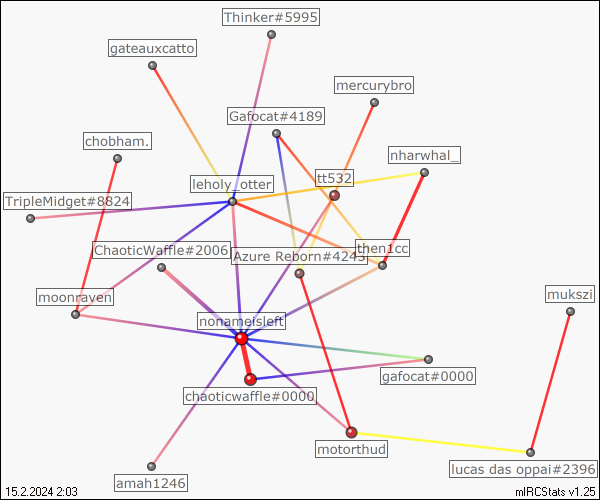 Thinker#5995
gateauxcatto
mercurybro
Gafocat#4189
chobham.
nharwhal_
leholy_otter
tt532
TripleMidget#8824
ChaoticWaffle#2006
Azure Reborn#4243
then1cc
moonraven
mukszi
nonameisleft
gafocat#0000
chaoticwaffle#0000
motorthud
lucas das oppai#2396
amah1246
15.2.2024 2:03
mIRCStats v1.25